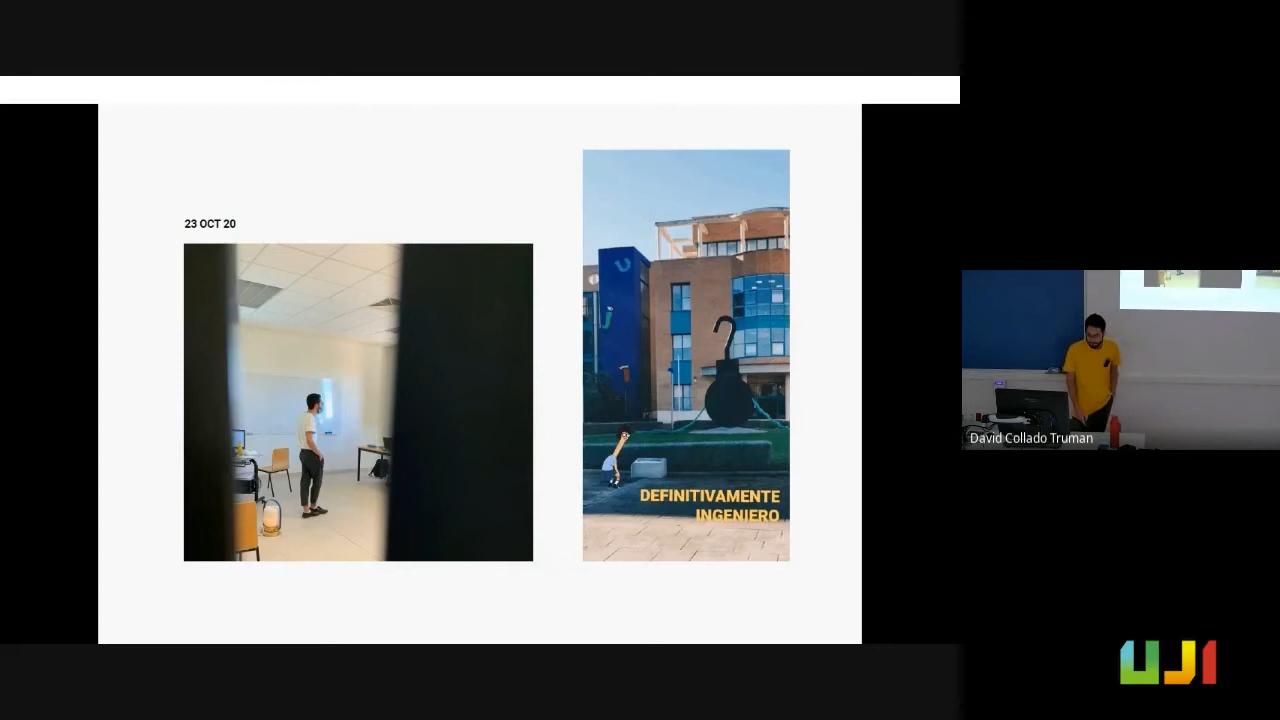 23 OCT 20
DEFINITIVAMENTE
INGENIERO
David Collado Truman
UJI